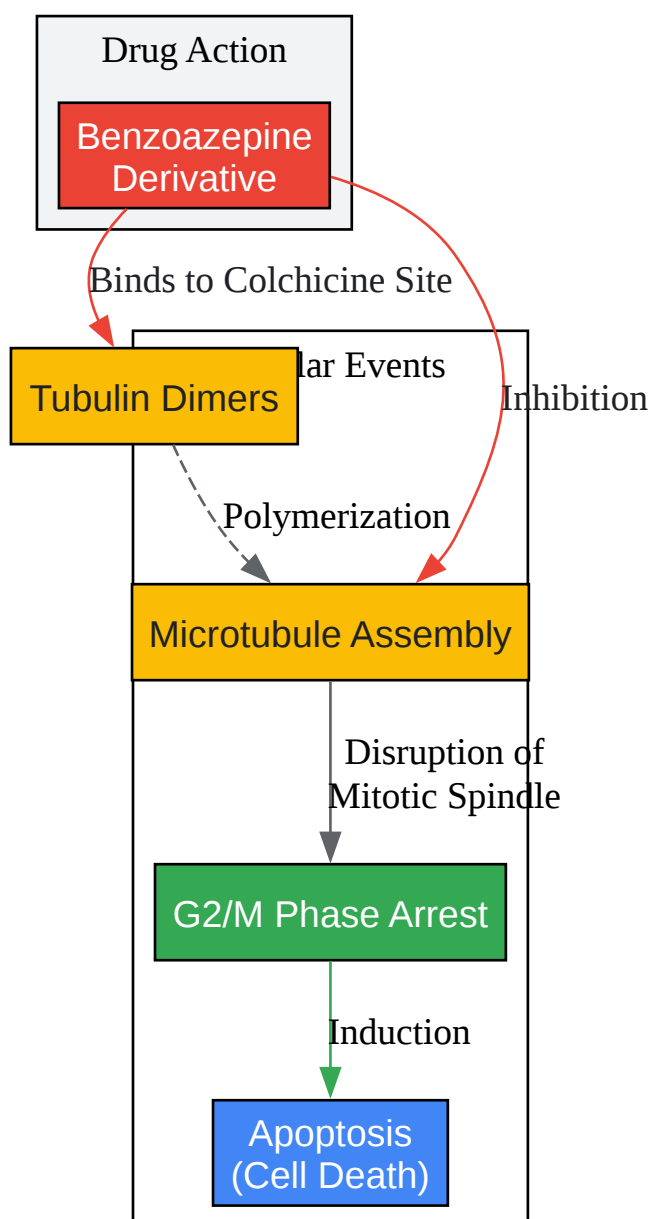 Drug Action
Benzoazepine
Derivative
Binds to Colchicine Site
Events
Tubulin Dimers
Inhibition
Polymerization
Microtubule Assembly
Disruption of
Mitotic Spindle
G2/M Phase Arrest
Induction
Apoptosis
(Cell Death)